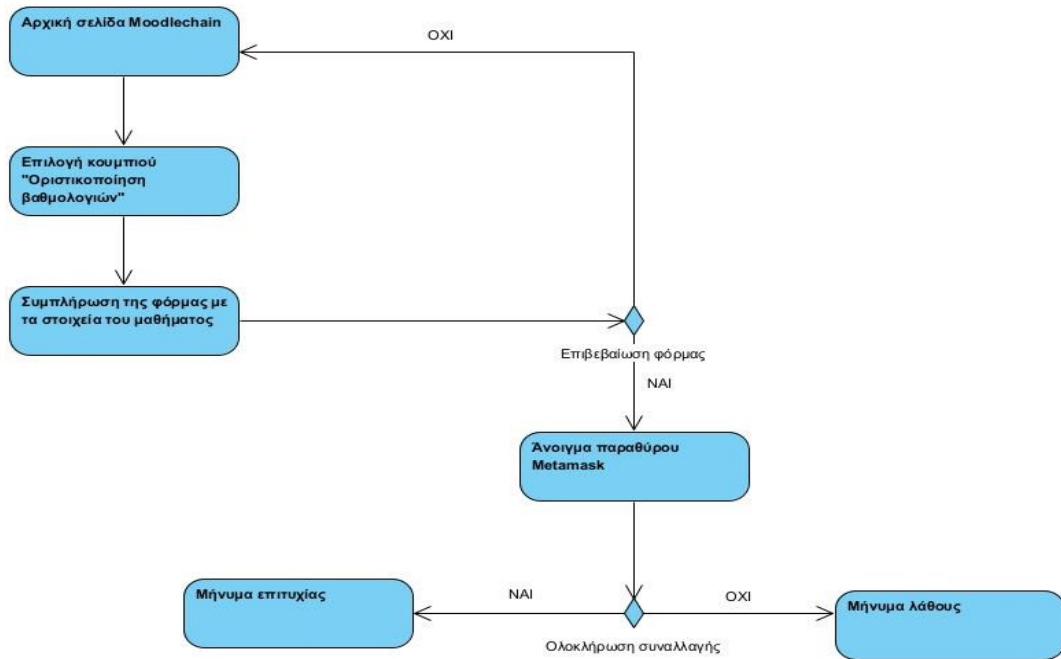 Αρχική σελίδα Moodlechain
ΟΧΙ
Επιλογή κουμπιού
"Οριστικοποίηση
βαθμολογιών"
Συμπλήρωση της φόρμας με
τα στοιχεία του μαθήματος
Επιβεβαίωση φόρμας
ΝΑΙ
Άνοιγμα παραθύρου
Metamask
Μήνυμα επιτυχίας
ΝΑΙ
ΟΧΙ
Μήνυμα λάθους
Ολοκλήρωση συναλλαγής